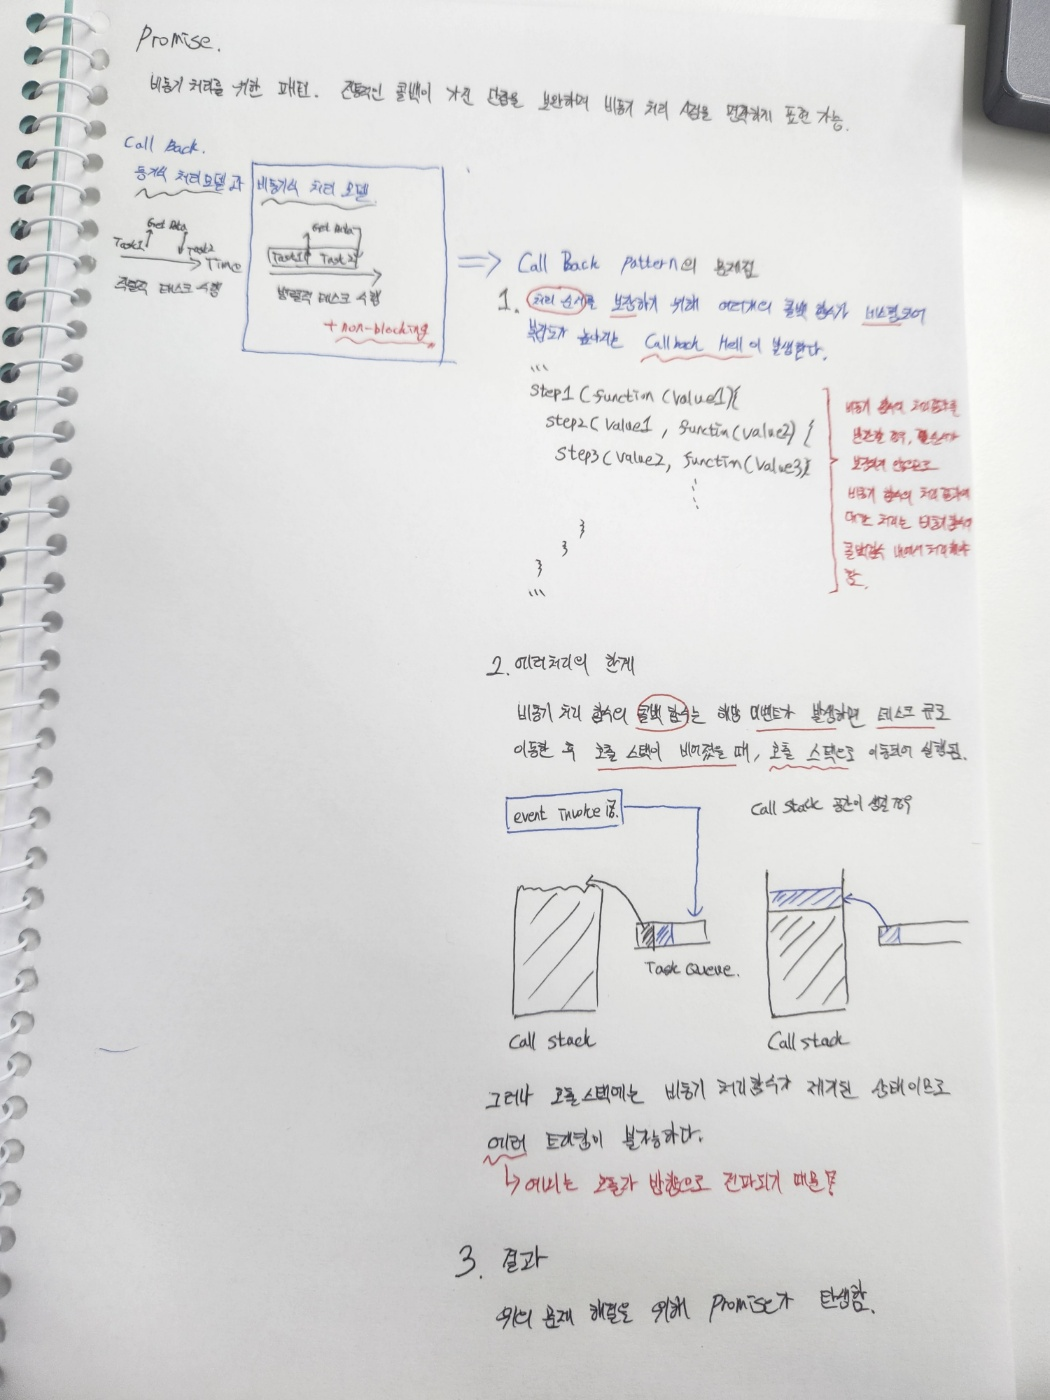 Promise.
비동기 처리를 위한 패턴. 전통적인 콜백이 가진 단점을 보완하며 비동기 처리 시점을 명확하게 표현 가능.
Call Back.
동기식 처리모델 과 비동기식 처리 모델.
Get Data
Task1 Task2
Time
직렬적 태스크 수행
Get Data
Task1 Task2
병렬적 태스크 수행
+ non-blocking.
⇒ Call Back pattern의 문제점
1. 처리 순서를 보장하기 위해 여러개의 콜백 함수가 네스팅되어
복잡도가 높아지는 Callback Hell 이 발생한다.
```
Step1 (function (value1){
Step2( value1 , functin(value2) {
Step3(value2, functin(value3){
}
}
}
```
비동기 함수의 처리결과를
반환할 경우, 순서가
보장되지 않으므로
비동기 함수의 처리 결과에
대한 처리는 비동기함수의
콜백함수 내에서 처리해야
함.
2. 에러처리의 한계
비동기 처리 함수의 콜백 함수는 해당 이벤트가 발생하면 테스크 큐로
이동한 후 호출 스택이 비어졌을 때, 호출 스택으로 이동되어 실행됨.
event invoke
Call Stack 공간이 생길 경우
Task Queue.
Call stack
Call stack
그러나 호출스택에는 비동기 처리함수가 제거된 상태이므로
에러 트래킹이 불가능하다.
↳ 에러는 호출자 방향으로 전파되기 때문
3. 결과
위의 문제 해결을 위해 Promise가 탄생함.